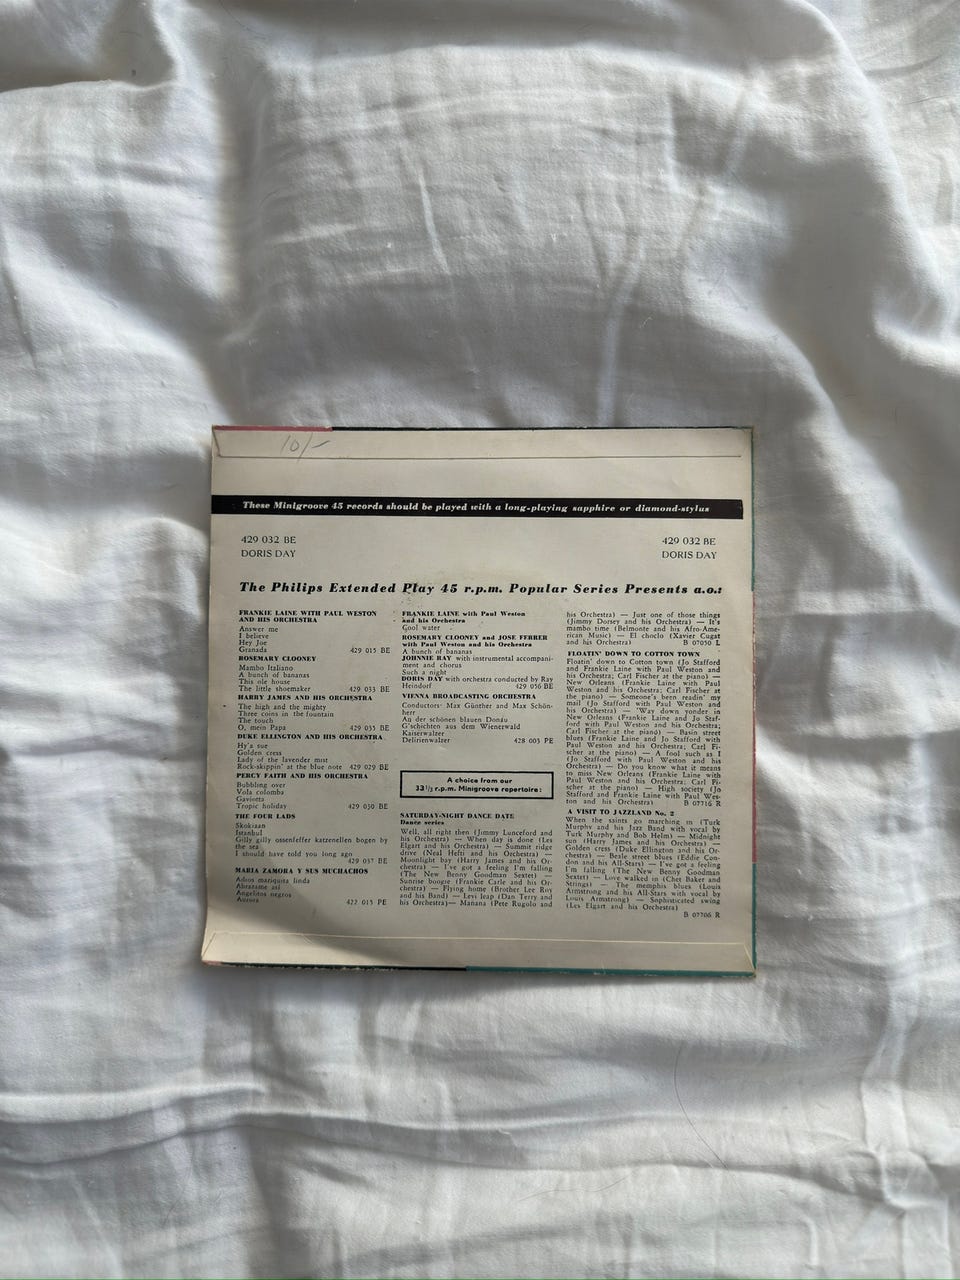 10/-
These Minigroove 45 records should be played with a long-playing sapphire or diamond-stylus
429 032 BE
DORIS DAY
429 032 BE
DORIS DAY
The Philips Extended Play 45 r.p.m. Popular Series Presents a.o.:
FRANKIE LAINE WITH PAUL WESTON
AND HIS ORCHESTRA
Answer me
I believe
Hey Joe
Granada 429 015 BE
ROSEMARY CLOONEY
Mambo Italiano
A bunch of bananas
This ole house
The little shoemaker 429 033 BE
HARRY JAMES AND HIS ORCHESTRA
The high and the mighty
Three coins in the fountain
The touch
O, mein Papa 429 035 BE
DUKE ELLINGTON AND HIS ORCHESTRA
Hy'a sue
Golden cress
Lady of the lavender mist
Rock-skippin' at the blue note 429 029 BE
PERCY FAITH AND HIS ORCHESTRA
Bubbling over
Vola colomba
Gaviotta
Tropic holiday 429 030 BE
THE FOUR LADS
Skokiaan
Istanbul
Gilly gilly ossenfeffer katzenellen bogen by
the sea
I should have told you long ago
429 037 BE
MARIA ZAMORA Y SUS MUCHACHOS
Adios mariquita linda
Abrazame asi
Angelitos negros
Aurora 422 015 PE
FRANKIE LAINE with Paul Weston
and his Orchestra
Cool water
ROSEMARY CLOONEY and JOSE FERRER
with Paul Weston and his Orchestra
A bunch of bananas
JOHNNIE RAY with instrumental accompani-
ment and chorus
Such a night
DORIS DAY with orchestra conducted by Ray
Heindorf 429 056 BE
VIENNA BROADCASTING ORCHESTRA
Conductors: Max Günther and Max Schön-
herr
An der schönen blauen Donau
G'schichten aus dem Wienerwald
Kaiserwalzer
Delirienwalzer 428 003 PE
A choice from our
33 1/3 r.p.m. Minigroove repertoire:
SATURDAY-NIGHT DANCE DATE
Dance series
Well, all right then (Jimmy Lunceford and
his Orchestra) — When day is done (Les
Elgart and his Orchestra) — Summit ridge
drive (Neal Hefti and his Orchestra) —
Moonlight bay (Harry James and his Or-
chestra) — I've got a feeling I'm falling
(The New Benny Goodman Sextet) —
Sunrise boogie (Frankie Carle and his Or-
chestra) — Flying home (Brother Lee Roy
and his Band) — Levi leap (Dan Terry and
his Orchestra)— Manana (Pete Rugolo and
his Orchestra) — Just one of those things
(Jimmy Dorsey and his Orchestra) — It's
mambo time (Belmonte and his Afro-Ame-
rican Music) — El choclo (Xavier Cugat
and his Orchestra) B 07050 L
FLOATIN' DOWN TO COTTON TOWN
Floatin' down to Cotton town (Jo Stafford
and Frankie Laine with Paul Weston and
his Orchestra; Carl Fischer at the piano) —
New Orleans (Frankie Laine with Paul
Weston and his Orchestra; Carl Fischer at
the piano) — Someone's been readin' my
mail (Jo Stafford with Paul Weston and
his Orchestra) — 'Way down yonder in
New Orleans (Frankie Laine and Jo Staf-
ford with Paul Weston and his Orchestra;
Carl Fischer at the piano) — Basin street
blues (Frankie Laine and Jo Stafford with
Paul Weston and his Orchestra; Carl Fi-
scher at the piano) — A fool such as I
(Jo Stafford with Paul Weston and his
Orchestra) — Do you know what it means
to miss New Orleans (Frankie Laine with
Paul Weston and his Orchestra; Carl Fi-
scher at the piano) — High society (Jo
Stafford and Frankie Laine with Paul Wes-
ton and his Orchestra) B 07716 R
A VISIT TO JAZZLAND No. 2
When the saints go marching in (Turk
Murphy and his Jazz Band with vocal by
Turk Murphy and Bob Helm) — Midnight
sun (Harry James and his Orchestra) —
Golden cress (Duke Ellington and his Or-
chestra) — Beale street blues (Eddie Con-
don and his All-Stars) — I've got a feeling
I'm falling (The New Benny Goodman
Sextet) — Love walked in (Chet Baker and
Strings) — The memphis blues (Louis
Armstrong and his All-Stars with vocal by
Louis Armstrong) — Sophisticated swing
(Les Elgart and his Orchestra)
B 07706 R